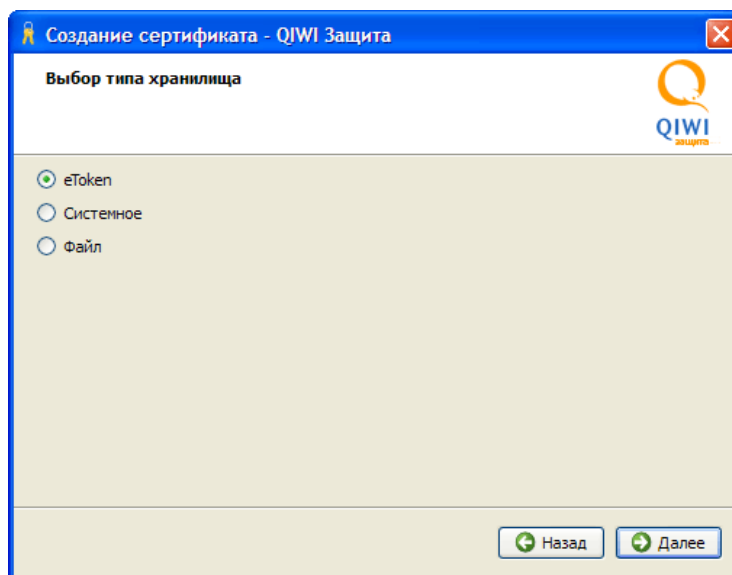 Создание сертификата - QIWI Защита
Выбор типа хранилища
QIWI
защита
eToken
Системное
Файл
Назад
Далее